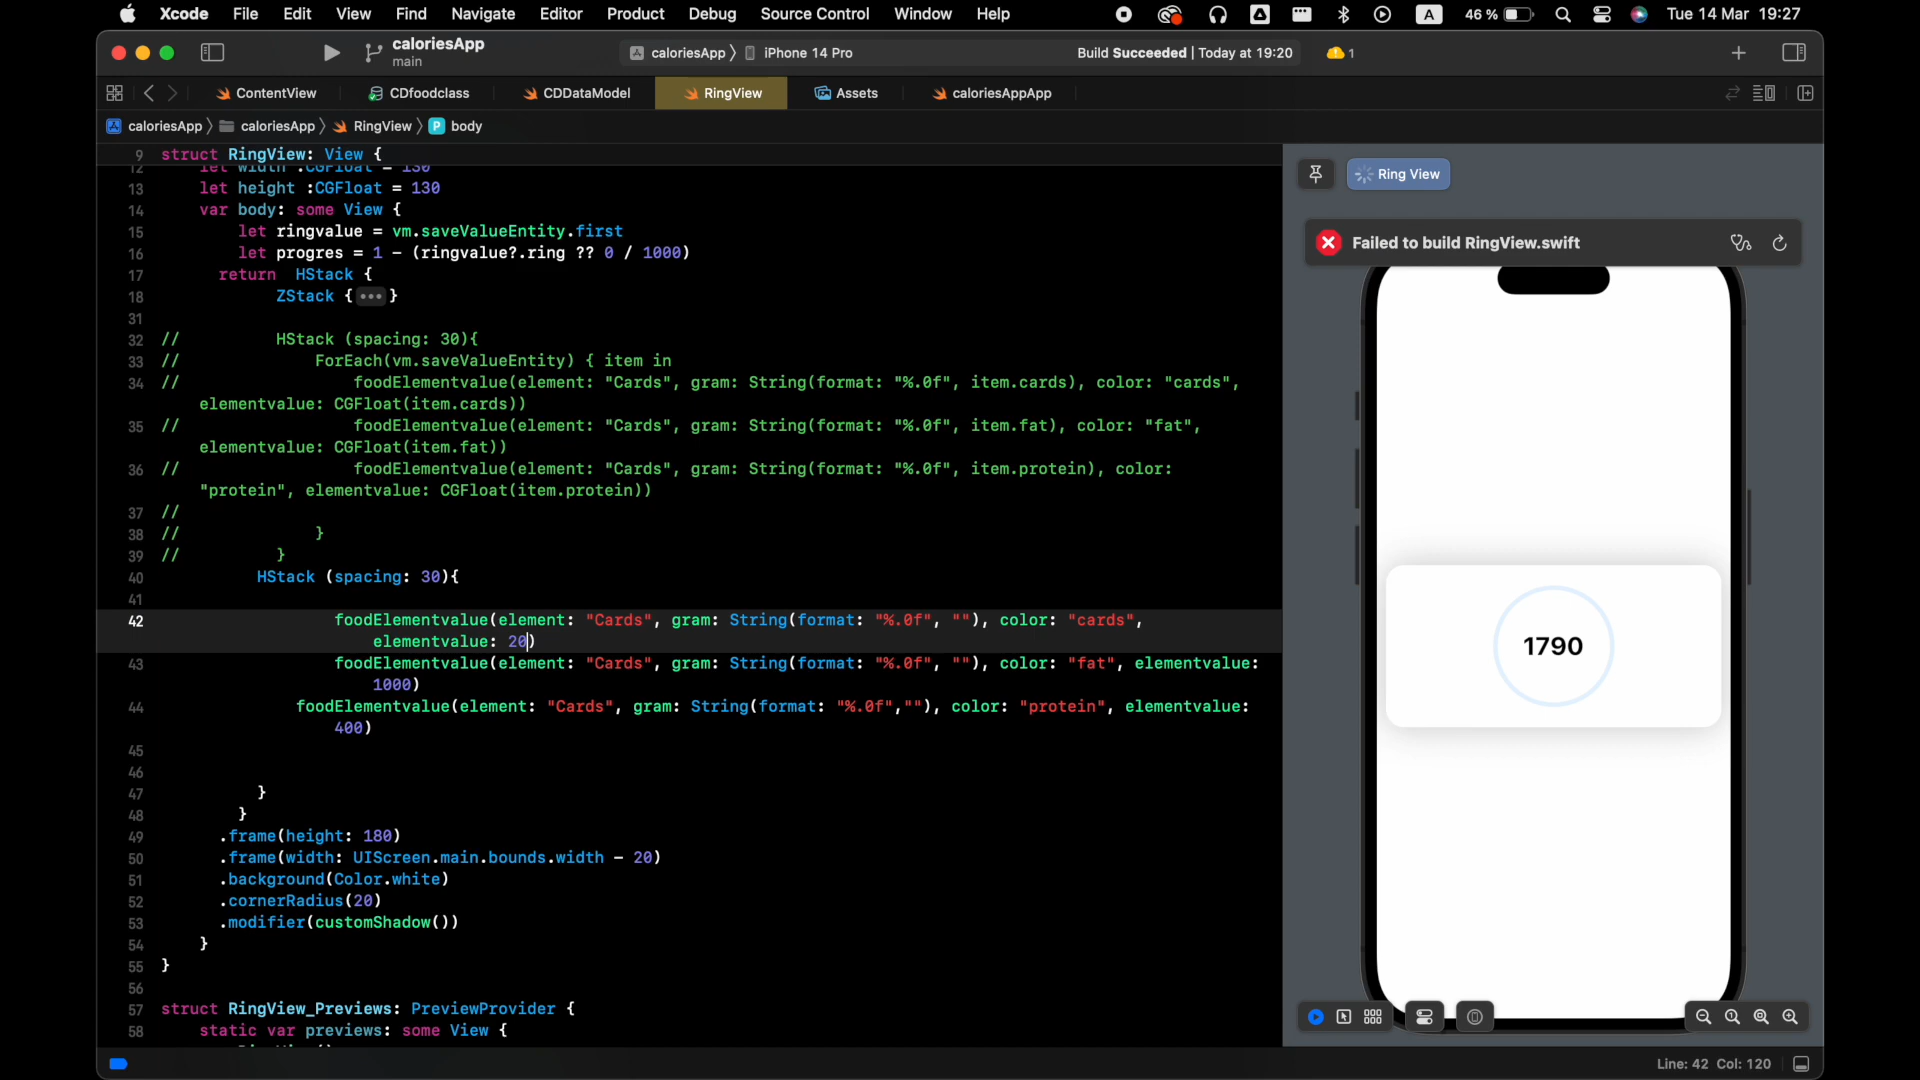 Xcode File Edit View Find Navigate Editor Product Debug Source Control Window Help A 46 % Tue 14 Mar 19:27
caloriesApp
main
caloriesApp iPhone 14 Pro
Build Succeeded | Today at 19:20
1
ContentView CDfoodclass CDDataModel RingView Assets caloriesAppApp
caloriesApp caloriesApp RingView P body
9 struct RingView: View {
12 let width :CGFloat = 130
13 let height :CGFloat = 130
14 var body: some View {
15 let ringvalue = vm.saveValueEntity.first
16 let progres = 1 - (ringvalue?.ring ?? 0 / 1000)
17 return  HStack {
18 ZStack {•••}
31
32 // HStack (spacing: 30){
33 // ForEach(vm.saveValueEntity) { item in
34 // foodElementvalue(element: "Cards", gram: String(format: "%.0f", item.cards), color: "cards",
elementvalue: CGFloat(item.cards))
35 // foodElementvalue(element: "Cards", gram: String(format: "%.0f", item.fat), color: "fat",
elementvalue: CGFloat(item.fat))
36 // foodElementvalue(element: "Cards", gram: String(format: "%.0f", item.protein), color:
"protein", elementvalue: CGFloat(item.protein))
37 //
38 // }
39 // }
40 HStack (spacing: 30){
41
42 foodElementvalue(element: "Cards", gram: String(format: "%.0f", ""), color: "cards",
elementvalue: 20)
43 foodElementvalue(element: "Cards", gram: String(format: "%.0f", ""), color: "fat", elementvalue:
1000)
44 foodElementvalue(element: "Cards", gram: String(format: "%.0f",""), color: "protein", elementvalue:
400)
45
46
47 }
48 }
49 .frame(height: 180)
50 .frame(width: UIScreen.main.bounds.width - 20)
51 .background(Color.white)
52 .cornerRadius(20)
53 .modifier(customShadow())
54 }
55 }
56
57 struct RingView_Previews: PreviewProvider {
58 static var previews: some View {
Ring View
Failed to build RingView.swift
1790
Line: 42 Col: 120